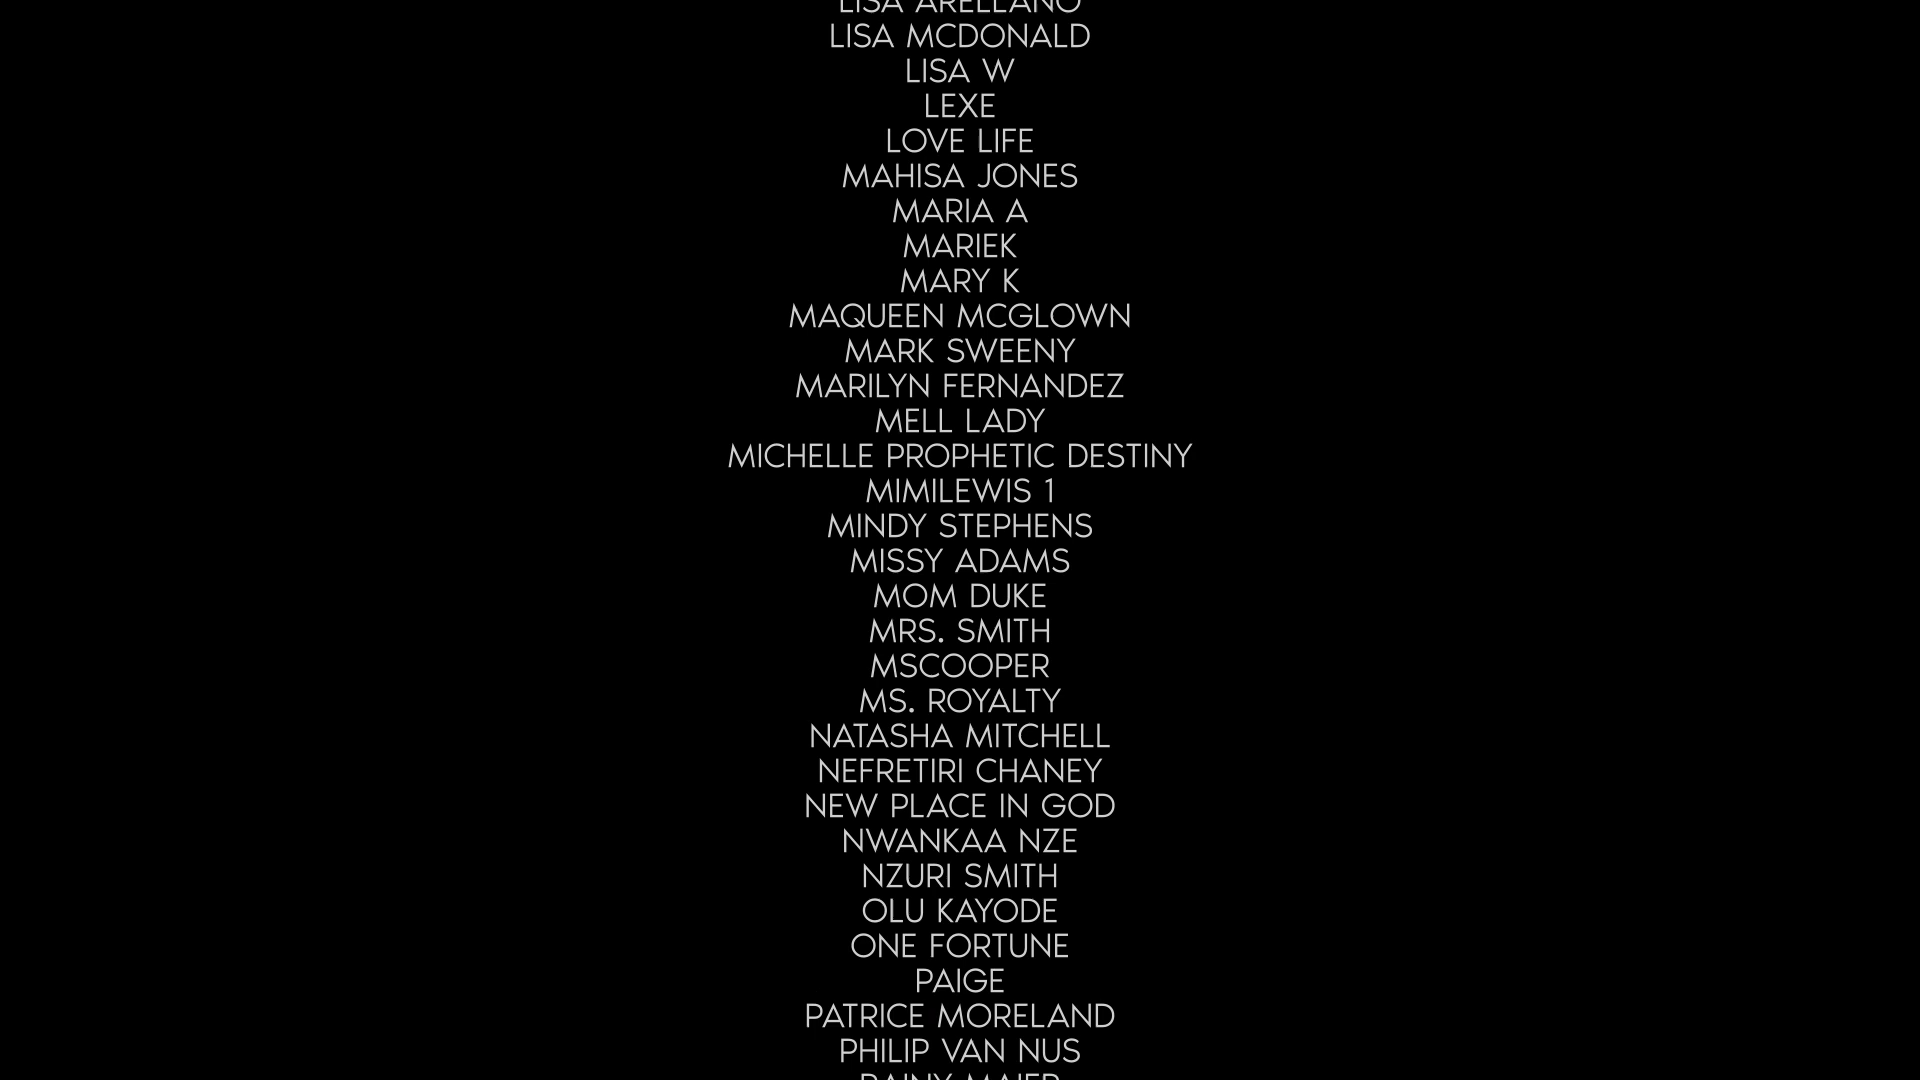 LISA ARELLANO
LISA MCDONALD
LISA W
LEXE
LOVE LIFE
MAHISA JONES
MARIA A
MARIEK
MARY K
MAQUEEN MCGLOWN
MARK SWEENY
MARILYN FERNANDEZ
MELL LADY
MICHELLE PROPHETIC DESTINY
MIMILEWIS 1
MINDY STEPHENS
MISSY ADAMS
MOM DUKE
MRS. SMITH
MSCOOPER
MS. ROYALTY
NATASHA MITCHELL
NEFRETIRI CHANEY
NEW PLACE IN GOD
NWANKAA NZE
NZURI SMITH
OLU KAYODE
ONE FORTUNE
PAIGE
PATRICE MORELAND
PHILIP VAN NUS